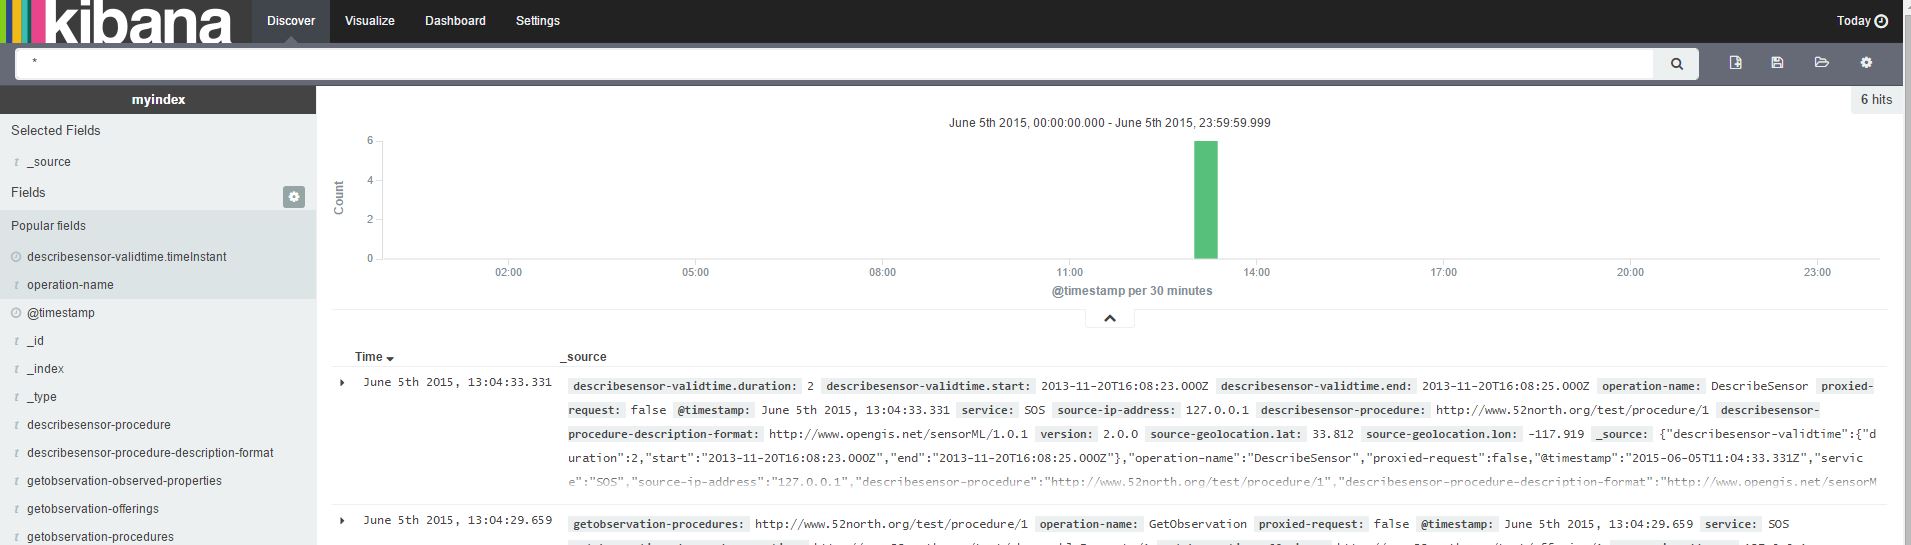 kibana Discover Visualize Dashboard Settings Today
*
myindex
6 hits
Selected Fields
t _source
Fields
Popular fields
describesensor-validtime.timeInstant
t operation-name
@timestamp
t _id
t _index
t _type
t describesensor-procedure
t describesensor-procedure-description-format
t getobservation-observed-properties
t getobservation-offerings
t getobservation-procedures
June 5th 2015, 00:00:00.000 - June 5th 2015, 23:59:59.999
Count
6
4
2
0
02:00 05:00 08:00 11:00 14:00 17:00 20:00 23:00
@timestamp per 30 minutes
Time _source
June 5th 2015, 13:04:33.331 describesensor-validtime.duration: 2 describesensor-validtime.start: 2013-11-20T16:08:23.000Z describesensor-validtime.end: 2013-11-20T16:08:25.000Z operation-name: DescribeSensor proxied-
request: false @timestamp: June 5th 2015, 13:04:33.331 service: SOS source-ip-address: 127.0.0.1 describesensor-procedure: http://www.52north.org/test/procedure/1 describesensor-
procedure-description-format: http://www.opengis.net/sensorML/1.0.1 version: 2.0.0 source-geolocation.lat: 33.812 source-geolocation.lon: -117.919 _source: {"describesensor-validtime":{"d
uration":2,"start":"2013-11-20T16:08:23.000Z","end":"2013-11-20T16:08:25.000Z"},"operation-name":"DescribeSensor","proxied-request":false,"@timestamp":"2015-06-05T11:04:33.331Z","servic
e":"SOS","source-ip-address":"127.0.0.1","describesensor-procedure":"http://www.52north.org/test/procedure/1","describesensor-procedure-description-format":"http://www.opengis.net/sensorM
June 5th 2015, 13:04:29.659 getobservation-procedures: http://www.52north.org/test/procedure/1 operation-name: GetObservation proxied-request: false @timestamp: June 5th 2015, 13:04:29.659 service: SOS